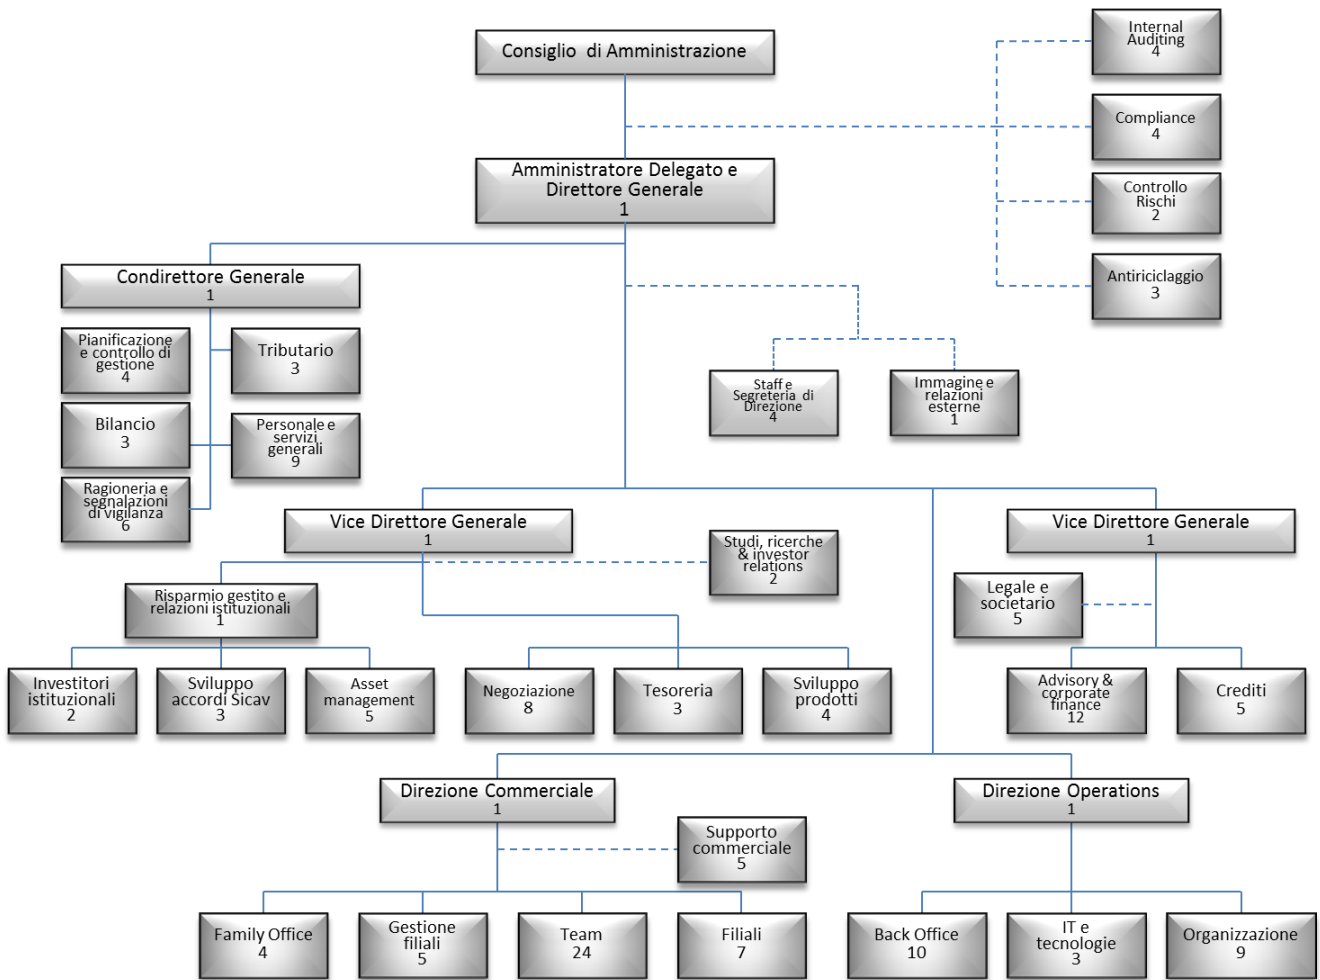 Consiglio di Amministrazione
Internal
Auditing
4
Compliance
4
Amministratore Delegato e
Direttore Generale
1
Controllo
Rischi
2
Antiriciclaggio
3
Condirettore Generale
1
Pianificazione
e controllo di
gestione
4
Tributario
3
Bilancio
3
Personale e
servizi
generali
9
Ragioneria e
segnalazioni
di vigilanza
6
Staff e
Segreteria di
Direzione
4
Immagine e
relazioni
esterne
1
Vice Direttore Generale
1
Studi, ricerche
& investor
relations
2
Vice Direttore Generale
1
Legale e
societario
5
Risparmio gestito e
relazioni istituzionali
1
Investitori
istituzionali
2
Sviluppo
accordi Sicav
3
Asset
management
5
Negoziazione
8
Tesoreria
3
Sviluppo
prodotti
4
Advisory &
corporate
finance
12
Crediti
5
Direzione Commerciale
1
Direzione Operations
1
Supporto
commerciale
5
Family Office
4
Gestione
filiali
5
Team
24
Filiali
7
Back Office
10
IT e
tecnologie
3
Organizzazione
9